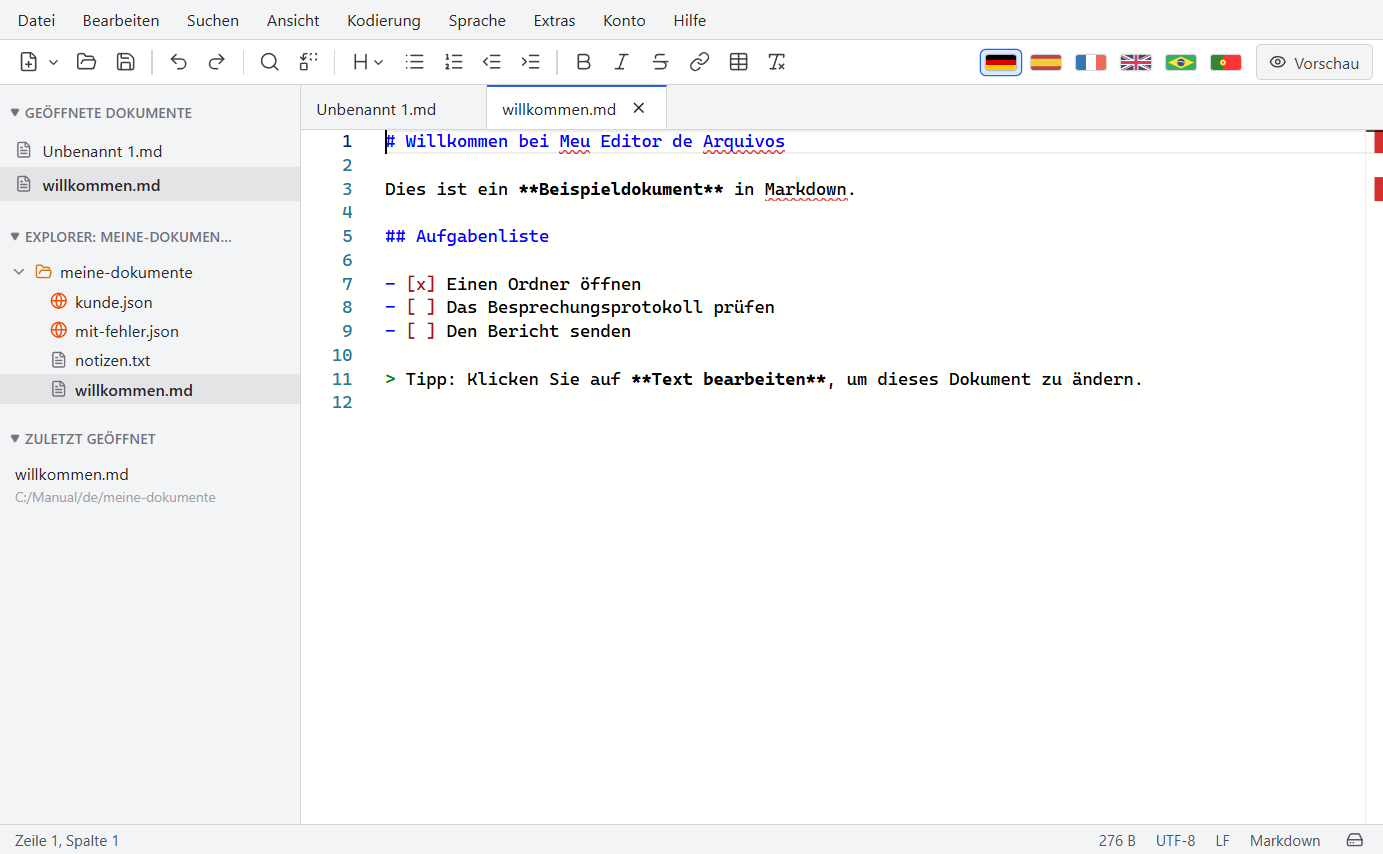 Datei Bearbeiten Suchen Ansicht Kodierung Sprache Extras Konto Hilfe
Vorschau
GEÖFFNETE DOKUMENTE
Unbenannt 1.md
willkommen.md
EXPLORER: MEINE-DOKUMEN...
meine-dokumente
kunde.json
mit-fehler.json
notizen.txt
willkommen.md
ZULETZT GEÖFFNET
willkommen.md
C:/Manual/de/meine-dokumente
Unbenannt 1.md willkommen.md
1 # Willkommen bei Meu Editor de Arquivos
2
3 Dies ist ein **Beispieldokument** in Markdown.
4
5 ## Aufgabenliste
6
7 - [x] Einen Ordner öffnen
8 - [ ] Das Besprechungsprotokoll prüfen
9 - [ ] Den Bericht senden
10
11 > Tipp: Klicken Sie auf **Text bearbeiten**, um dieses Dokument zu ändern.
12
Zeile 1, Spalte 1 276 B UTF-8 LF Markdown